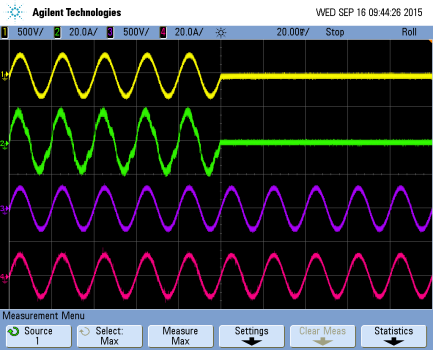 Agilent Technologies WED SEP 16 09:44:26 2015
1 500V/ 2 20.0A/ 3 500V/ 4 20.0A/ 20.00s/ Stop Roll
1
2
3
4
Measurement Menu
Source Select: Measure Settings Clear Meas Statistics
1 Max Max